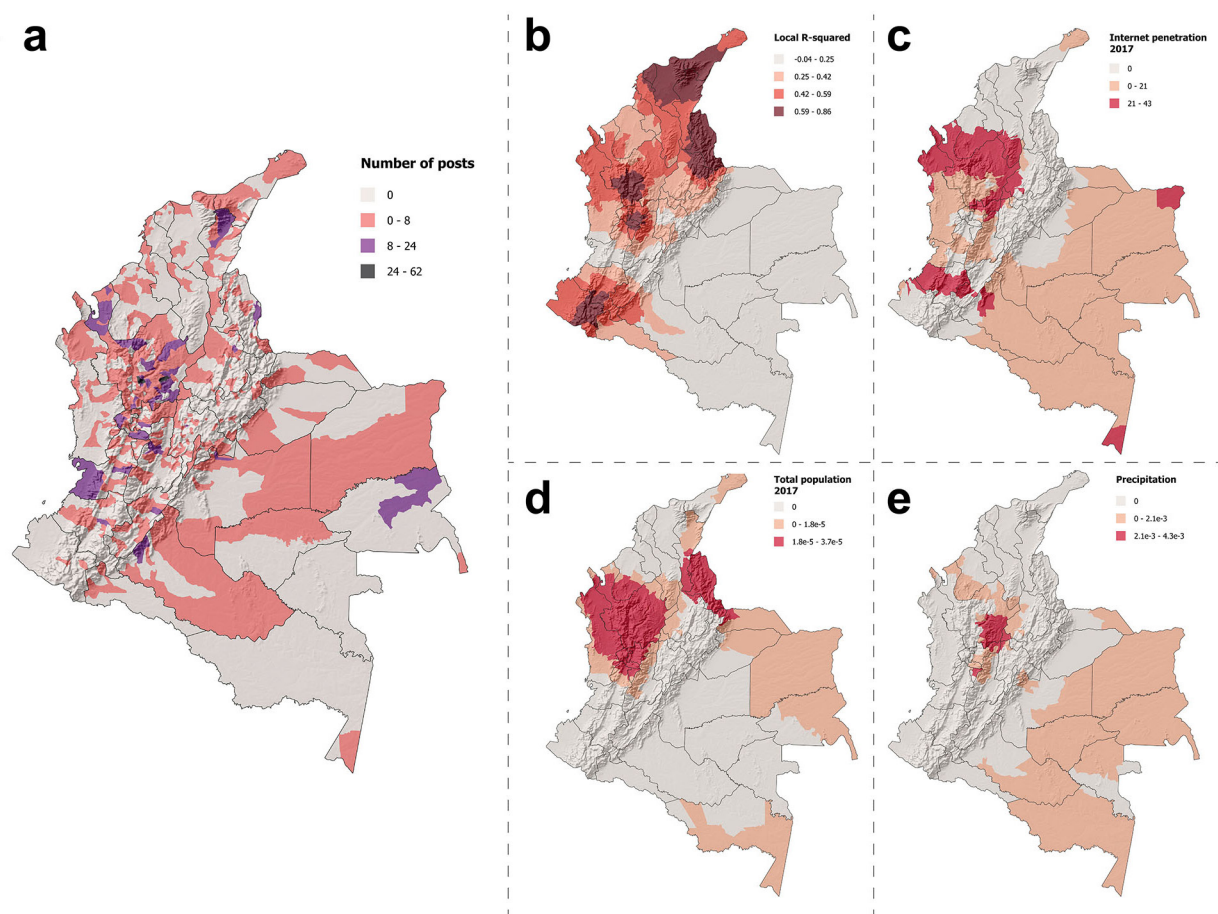 a
Number of posts
0
0 - 8
8 - 24
24 - 62
b
Local R-squared
-0.04 - 0.25
0.25 - 0.42
0.42 - 0.59
0.59 - 0.86
c
Internet penetration
2017
0
0 - 21
21 - 43
d
Total population
2017
0
0 - 1.8e-5
1.8e-5 - 3.7e-5
e
Precipitation
0
0 - 2.1e-3
2.1e-3 - 4.3e-3